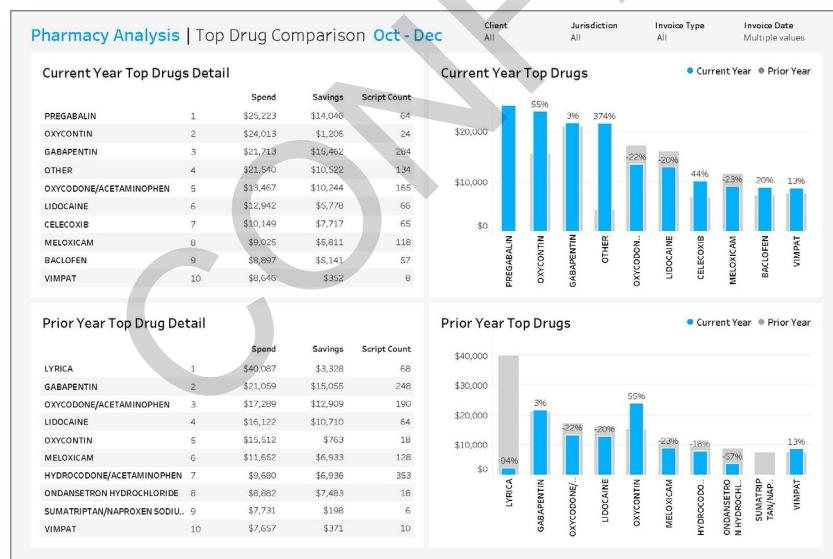 Pharmacy Analysis | Top Drug Comparison Oct - Dec
Client Jurisdiction Invoice Type Invoice Date
All All All Multiple values
Current Year Top Drugs Detail
Spend Savings Script Count
PREGABALIN 1 $25,223 $14,046 64
OXYCONTIN 2 $24,013 $1,206 24
GABAPENTIN 3 $21,713 $15,462 284
OTHER 4 $21,540 $10,522 134
OXYCODONE/ACETAMINOPHEN 5 $13,467 $10,244 165
LIDOCAINE 6 $12,942 $5,778 66
CELECOXIB 7 $10,149 $7,717 65
MELOXICAM 8 $9,025 $5,811 118
BACLOFEN 9 $8,897 $5,141 57
VIMPAT 10 $8,646 $352 8
Current Year Top Drugs
Current Year Prior Year
$20,000
$10,000
$0
55% 3% 374% -22% -20% 44% -23% 20% 13%
PREGABALIN
OXYCONTIN
GABAPENTIN
OTHER
OXYCODON...
LIDOCAINE
CELECOXIB
MELOXICAM
BACLOFEN
VIMPAT
Prior Year Top Drug Detail
Spend Savings Script Count
LYRICA 1 $40,087 $3,328 68
GABAPENTIN 2 $21,059 $15,055 248
OXYCODONE/ACETAMINOPHEN 3 $17,289 $12,909 190
LIDOCAINE 4 $16,122 $10,710 64
OXYCONTIN 5 $15,512 $763 18
MELOXICAM 6 $11,652 $6,933 128
HYDROCODONE/ACETAMINOPHEN 7 $9,680 $6,936 353
ONDANSETRON HYDROCHLORIDE 8 $8,882 $7,483 18
SUMATRIPTAN/NAPROXEN SODIU.. 9 $7,731 $198 6
VIMPAT 10 $7,657 $371 10
Prior Year Top Drugs
Current Year Prior Year
$40,000
$30,000
$20,000
$10,000
$0
-94% 3% -22% -20% 55% -23% -18% -57% 13%
LYRICA
GABAPENTIN
OXYCODONE/..
LIDOCAINE
OXYCONTIN
MELOXICAM
HYDROCODO..
ONDANSETRO
N HYDROCHL..
SUMATRIP
TAN/NAP..
VIMPAT